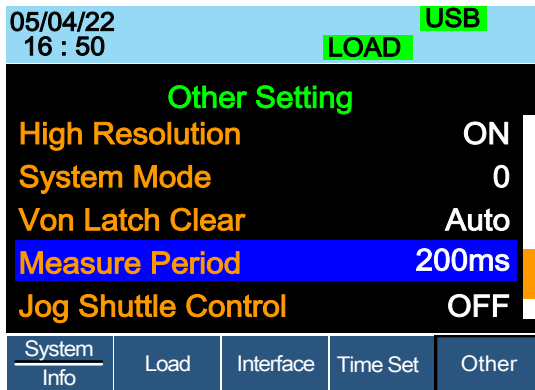 05/04/22
16 : 50
USB
LOAD
Other Setting
High Resolution ON
System Mode 0
Von Latch Clear Auto
Measure Period 200ms
Jog Shuttle Control OFF
System
Info
Load
Interface
Time Set
Other